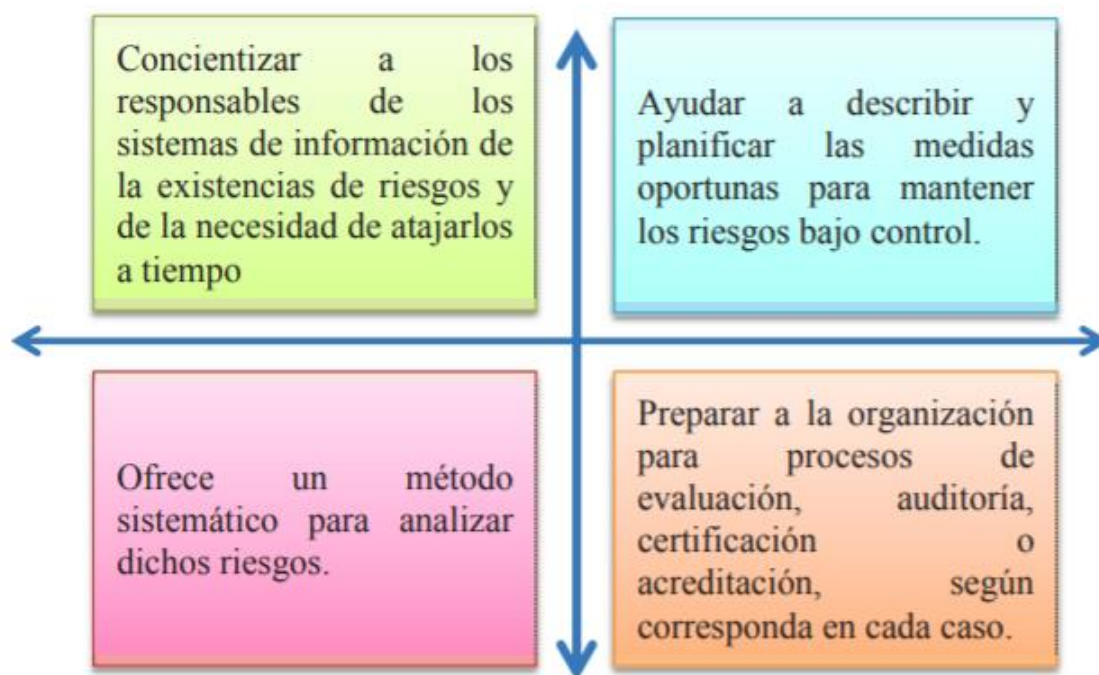 Concientizar a los
responsables de los
sistemas de información de
la existencias de riesgos y
de la necesidad de atajarlos
a tiempo
Ayudar a describir y
planificar las medidas
oportunas para mantener
los riesgos bajo control.
Ofrece un método
sistemático para analizar
dichos riesgos.
Preparar a la organización
para procesos de
evaluación, auditoría,
certificación o
acreditación, según
corresponda en cada caso.